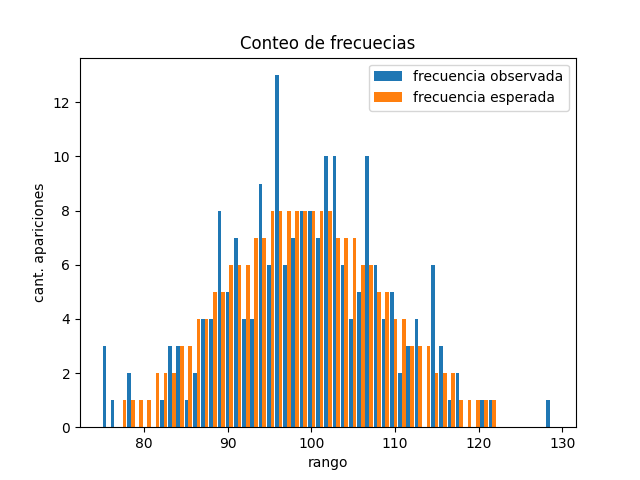 Conteo de frecuecias
frecuencia observada
frecuencia esperada
cant. apariciones
12
10
8
6
4
2
0
80 90 100 110 120 130
rango